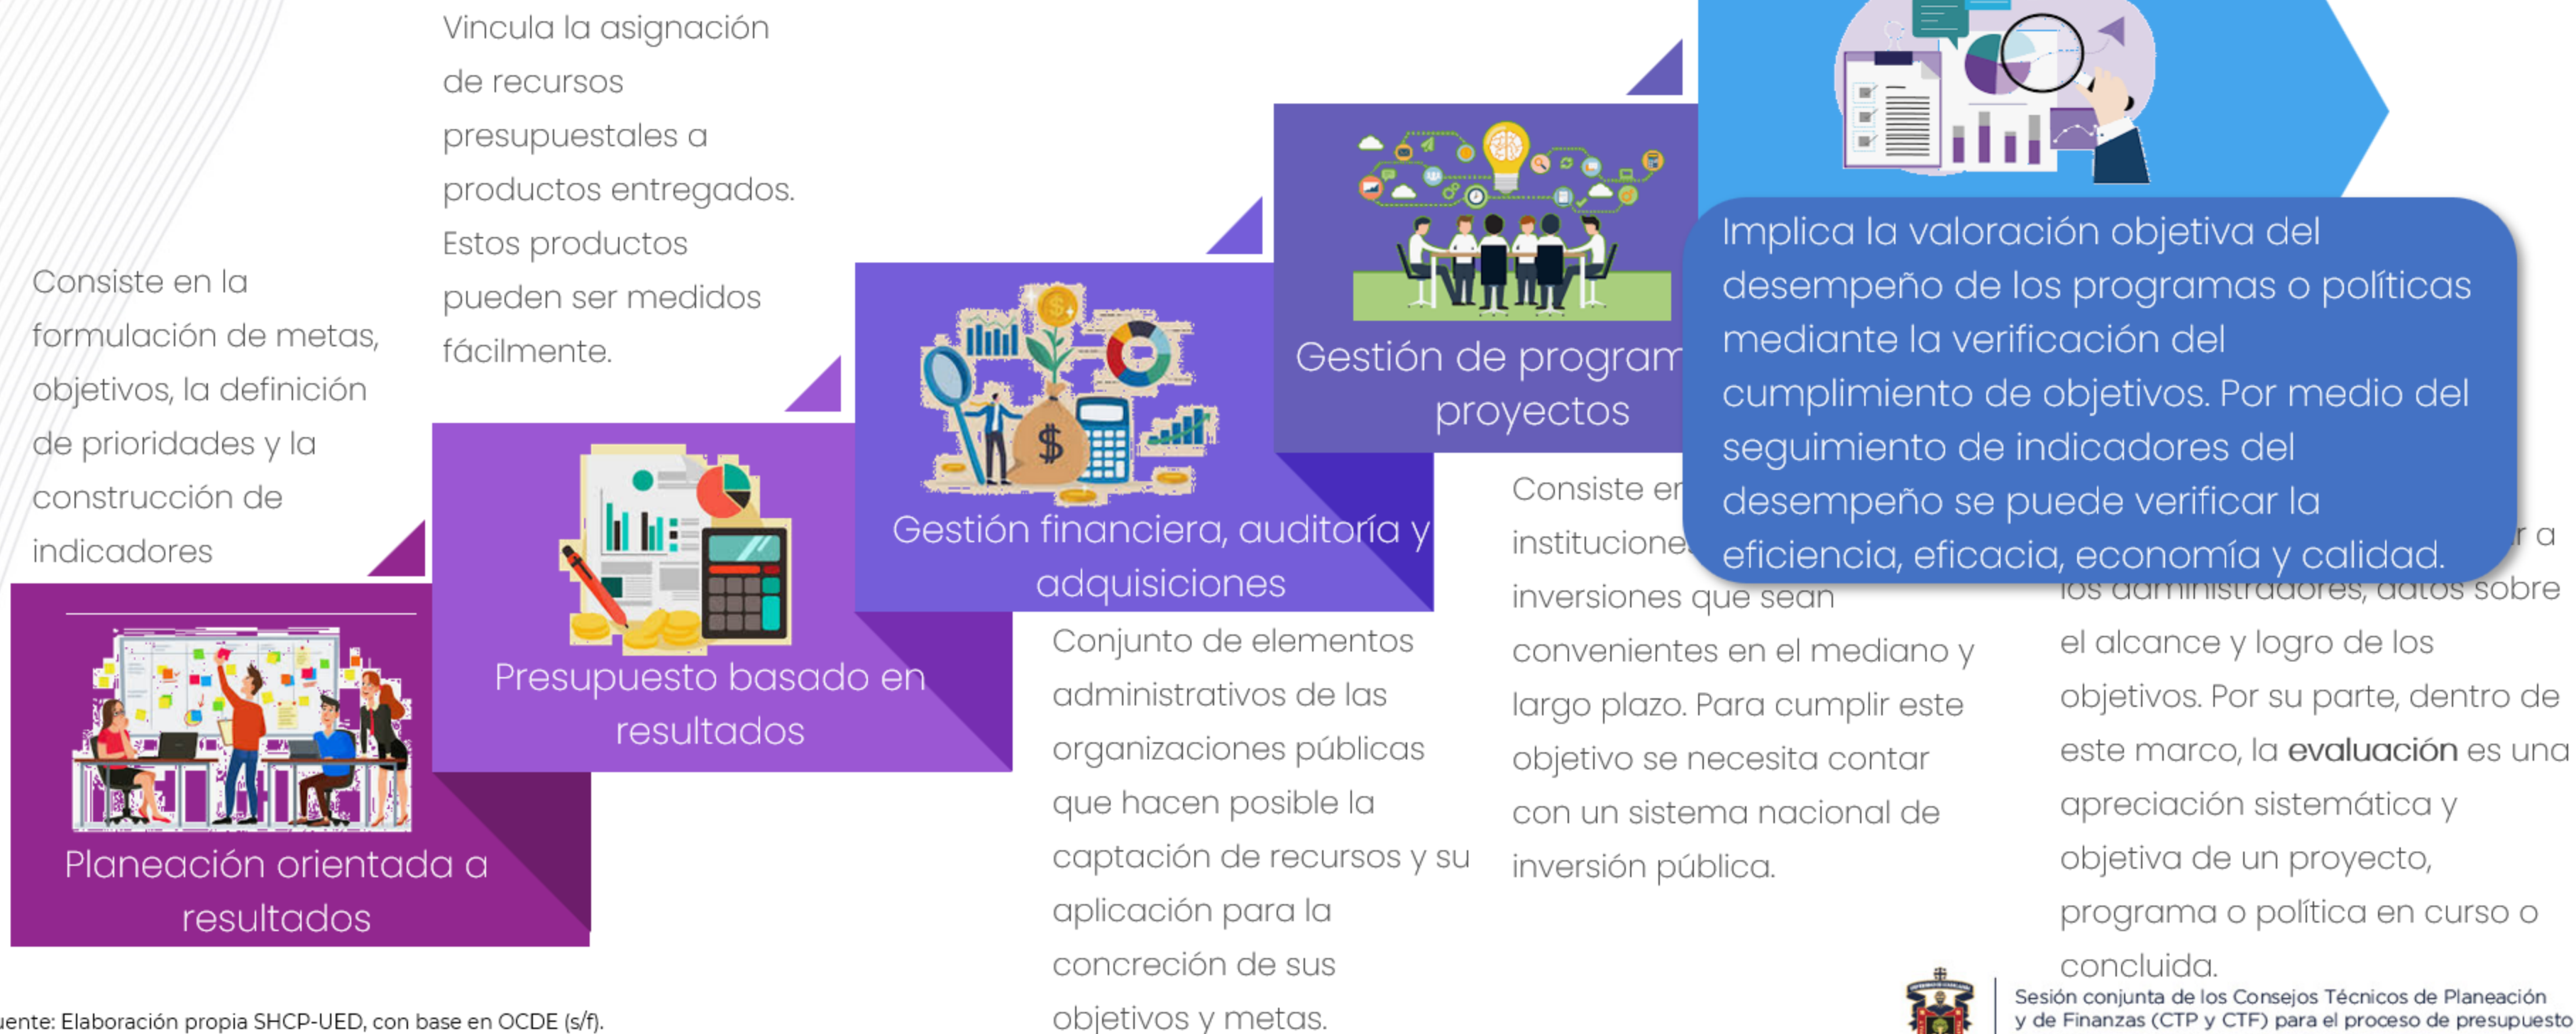 Consiste en la
formulación de metas,
objetivos, la definición
de prioridades y la
construcción de
indicadores
Planeación orientada a
resultados
Vincula la asignación
de recursos
presupuestales a
productos entregados.
Estos productos
pueden ser medidos
fácilmente.
Presupuesto basado en
resultados
Gestión financiera, auditoría y
adquisiciones
Conjunto de elementos
administrativos de las
organizaciones públicas
que hacen posible la
captación de recursos y su
aplicación para la
concreción de sus
objetivos y metas.
Gestión de program
proyectos
Consiste en
institucione
inversiones que sean
convenientes en el mediano y
largo plazo. Para cumplir este
objetivo se necesita contar
con un sistema nacional de
inversión pública.
Implica la valoración objetiva del
desempeño de los programas o políticas
mediante la verificación del
cumplimiento de objetivos. Por medio del
seguimiento de indicadores del
desempeño se puede verificar la
eficiencia, eficacia, economía y calidad.
r a
los administradores, datos sobre
el alcance y logro de los
objetivos. Por su parte, dentro de
este marco, la evaluación es una
apreciación sistemática y
objetiva de un proyecto,
programa o política en curso o
concluida.
uente: Elaboración propia SHCP-UED, con base en OCDE (s/f).
Sesión conjunta de los Consejos Técnicos de Planeación
y de Finanzas (CTP y CTF) para el proceso de presupuesto